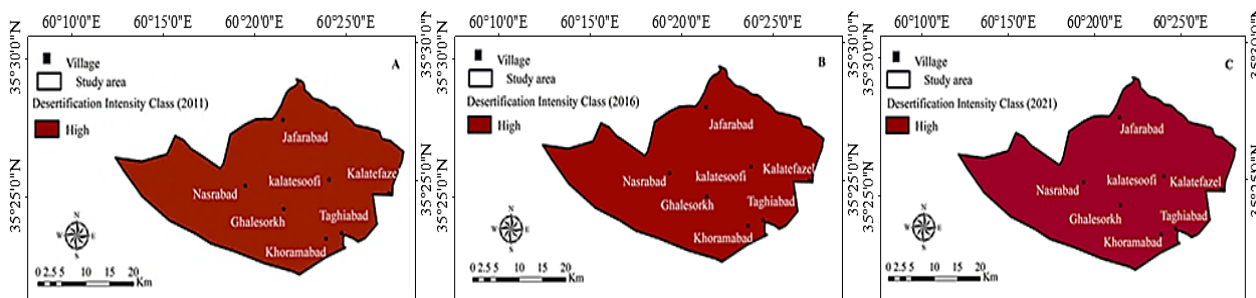 60°10'0"E 60°15'0"E 60°20'0"E 60°25'0"E
35°30'0"N
35°25'0"N
A
Village
Study area
Desertification Intensity Class (2011)
High
Jafarabad
Kalatefazel
kalatesoofi
Nasrabad
Ghalesorkh
Taghiabad
Khoramabad
N
W E
S
0 2.5 5 10 15 20
Km
60°10'0"E 60°15'0"E 60°20'0"E 60°25'0"E
35°30'0"N
35°25'0"N
B
Village
Study area
Desertification Intensity Class (2016)
High
Jafarabad
Kalatefazel
kalatesoofi
Nasrabad
Ghalesorkh
Taghiabad
Khoramabad
N
W E
S
0 2.5 5 10 15 20
Km
60°10'0"E 60°15'0"E 60°20'0"E 60°25'0"E
35°30'0"N
35°25'0"N
C
Village
Study area
Desertification Intensity Class (2021)
High
Jafarabad
kalatesoofi
Kalatefazel
Nasrabad
Ghalesorkh
Taghiabad
Khoramabad
N
W E
S
0 2.5 5 10 15 20
Km